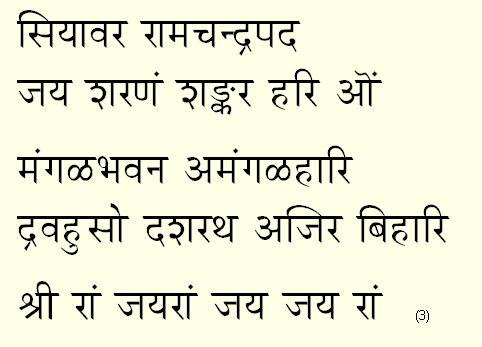 सियावर रामचन्द्रपद
जय शरणं शङ्कर हरि ओं
मंगळभवन अमंगळहारि
द्रवहुसो दशरथ अजिर बिहारि
श्री रां जयरां जय जय रां (3)